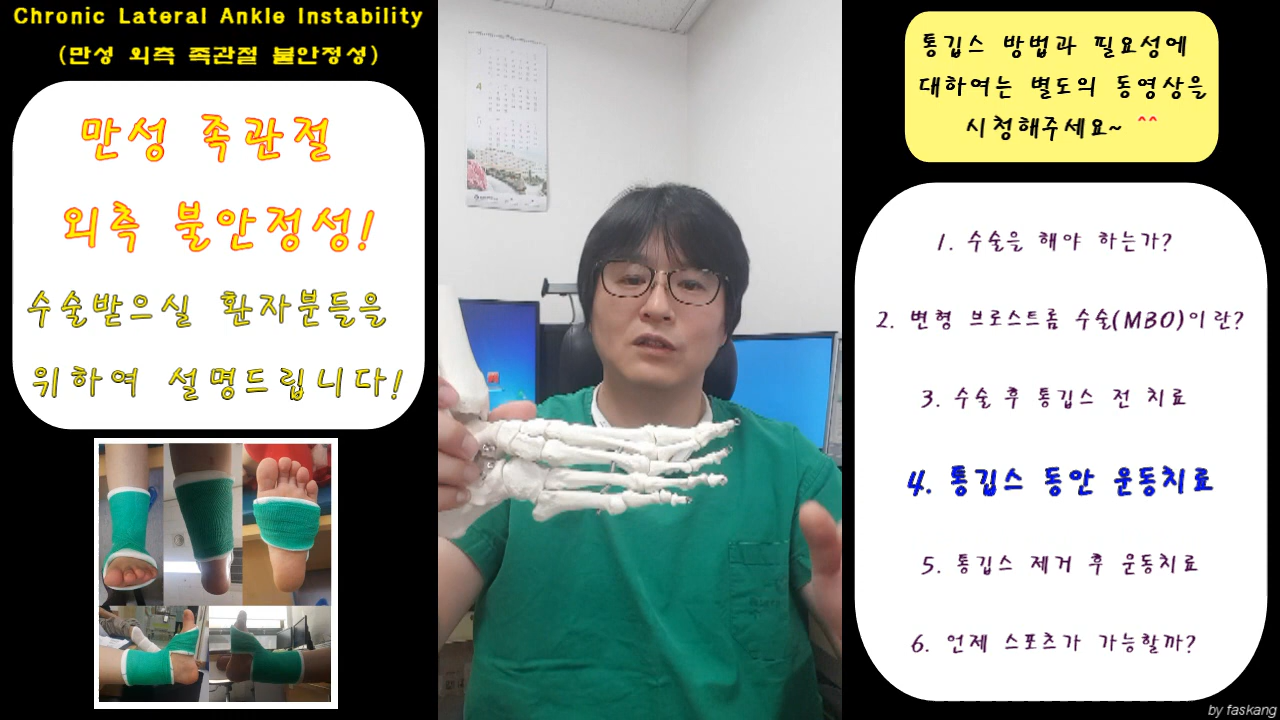 Chronic Lateral Ankle Instability
(만성 외측 족관절 불안정성)
만성 족관절
외측 불안정성!
수술받으실 환자분들을
위하여 설명드립니다!
4
통깁스 방법과 필요성에
대하여는 별도의 동영상을
시청해주세요~ ^^
1. 수술을 해야 하는가?
2. 변형 브로스트롬 수술(MBO)이란?
3. 수술 후 통깁스 전 치료
4. 통깁스 동안 운동치료
5. 통깁스 제거 후 운동치료
6. 언제 스포츠가 가능할까?
by faskang